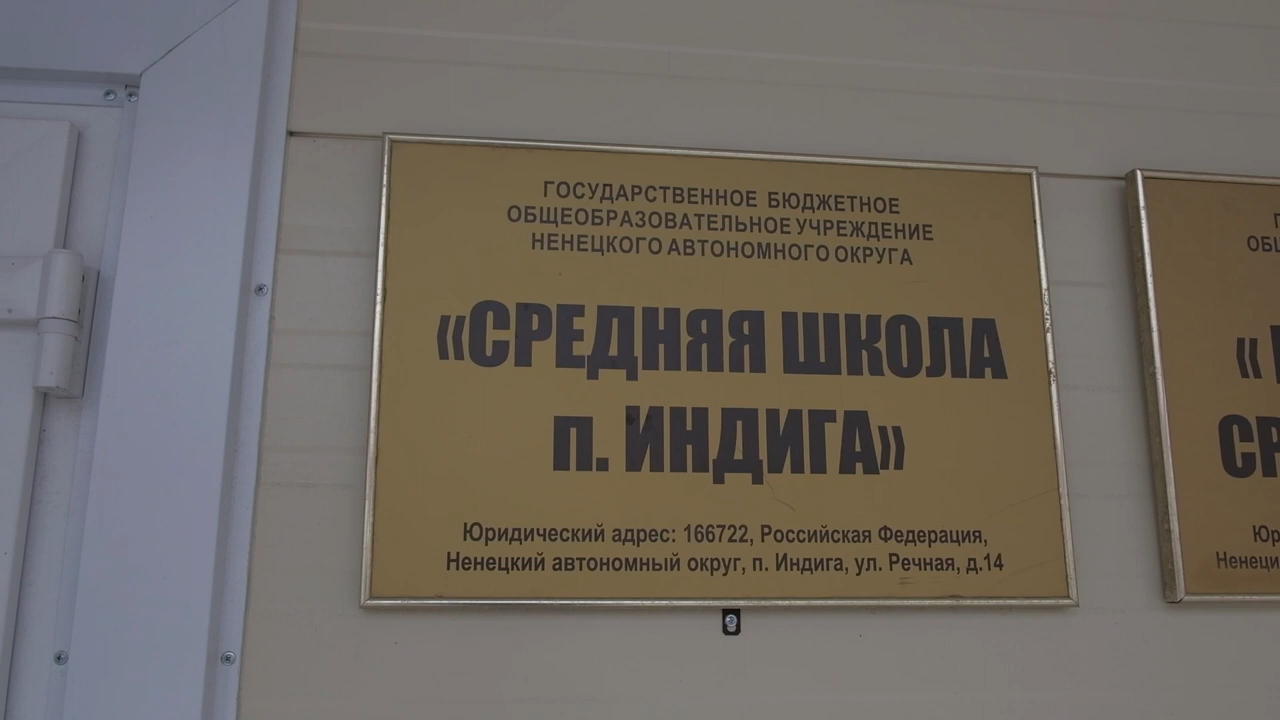 ГОСУДАРСТВЕННОЕ БЮДЖЕТНОЕ
ОБЩЕОБРАЗОВАТЕЛЬНОЕ УЧРЕЖДЕНИЕ
НЕНЕЦКОГО АВТОНОМНОГО ОКРУГА
«СРЕДНЯЯ ШКОЛА
п. ИНДИГА»
Юридический адрес: 166722, Российская Федерация,
Ненецкий автономный округ, п. Индига, ул. Речная, д.14